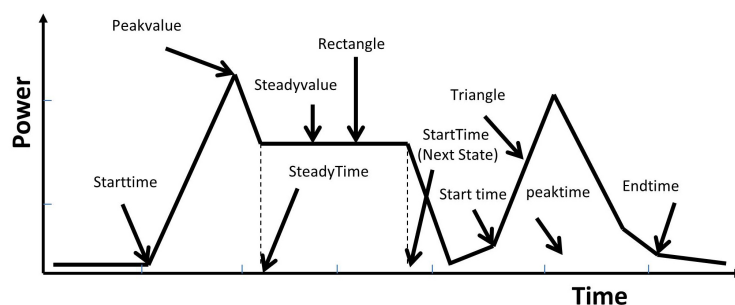 Peakvalue
Rectangle
Steadyvalue
Triangle
Power
StartTime
(Next State)
Starttime
SteadyTime
Start time
peaktime
Endtime
Time